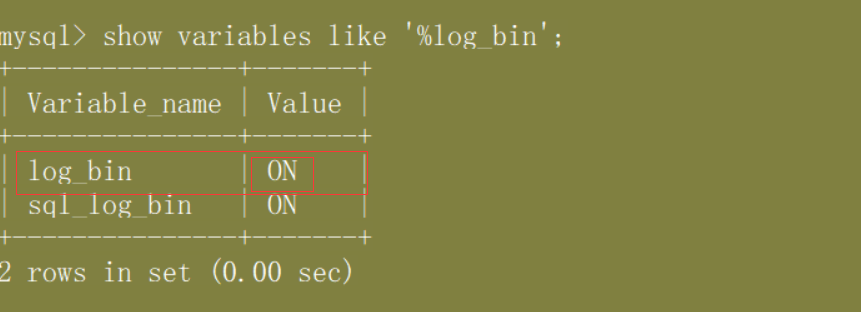 mysql> show variables like '%log_bin';
+---------------+-------+
| Variable_name | Value |
+---------------+-------+
| log_bin       | ON    |
| sql_log_bin   | ON    |
+---------------+-------+
2 rows in set (0.00 sec)